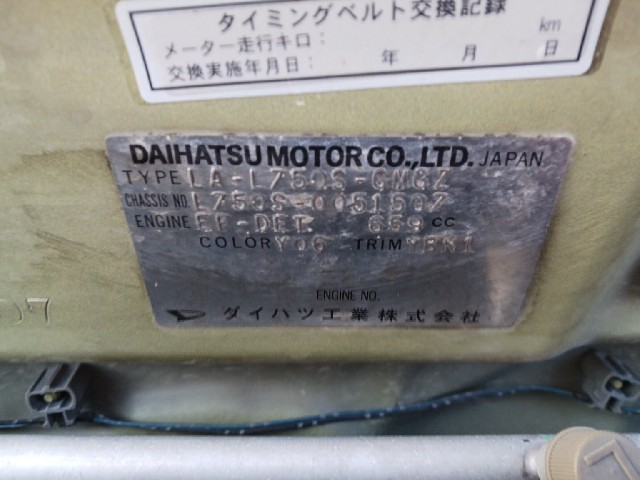 タイミングベルト交換記録
メーター走行キロ： km
交換実施年月日： 年 月 日
DAIHATSU MOTOR CO.,LTD. JAPAN
TYPE LA-L750S-GMGZ
CHASSIS NO L750S-0051507
ENGINE EF-DET 659 CC
COLOR Y06 TRIM
ENGINE NO.
ダイハツ工業株式会社
07